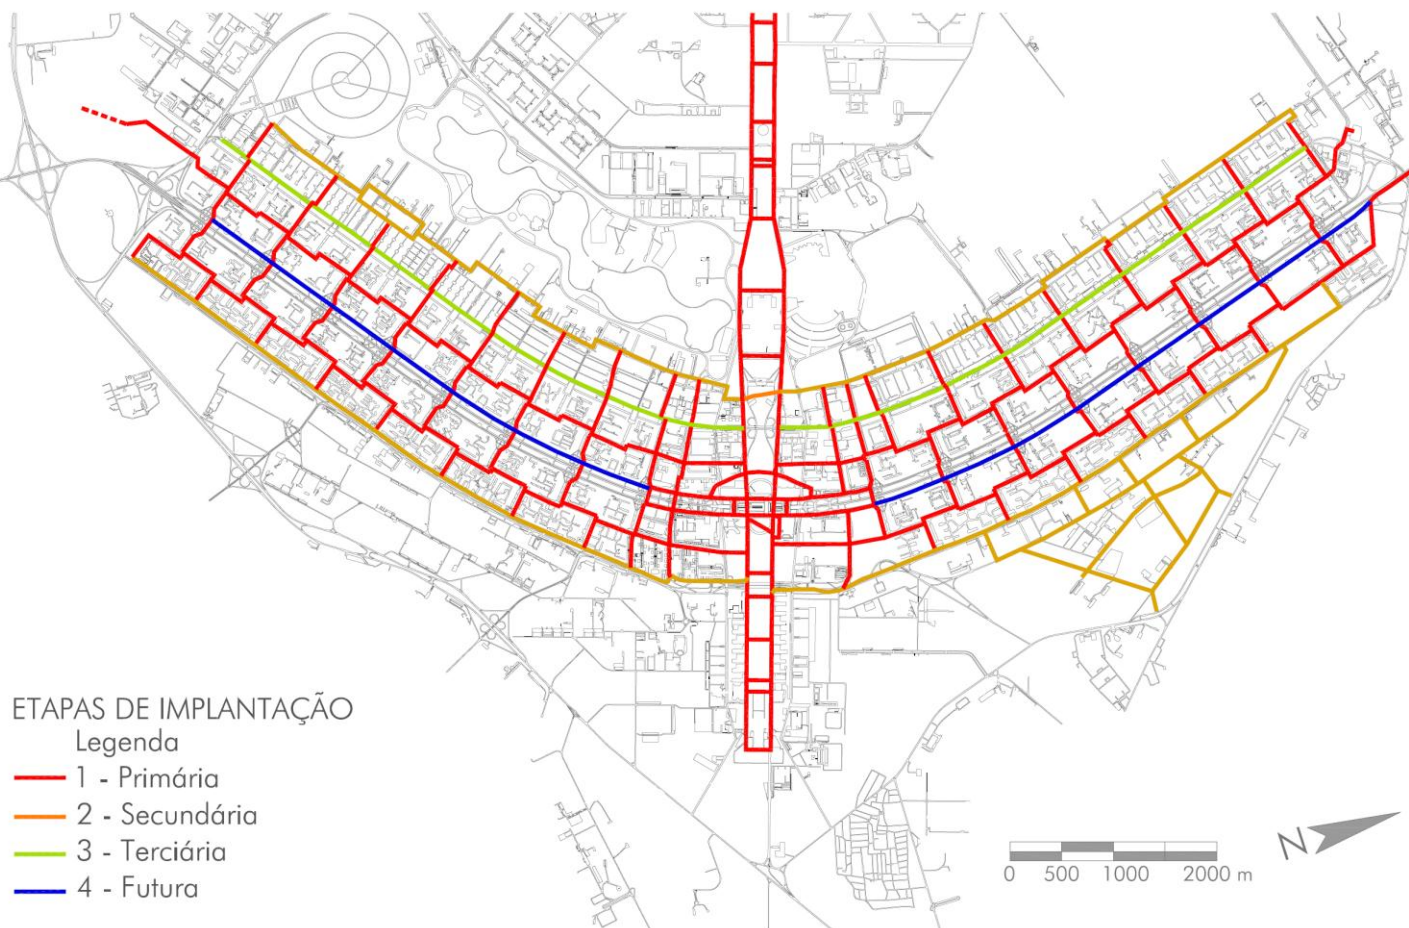 ETAPAS DE IMPLANTAÇÃO
Legenda
1 - Primária
2 - Secundária
3 - Terciária
4 - Futura
0 500 1000 2000 m
N